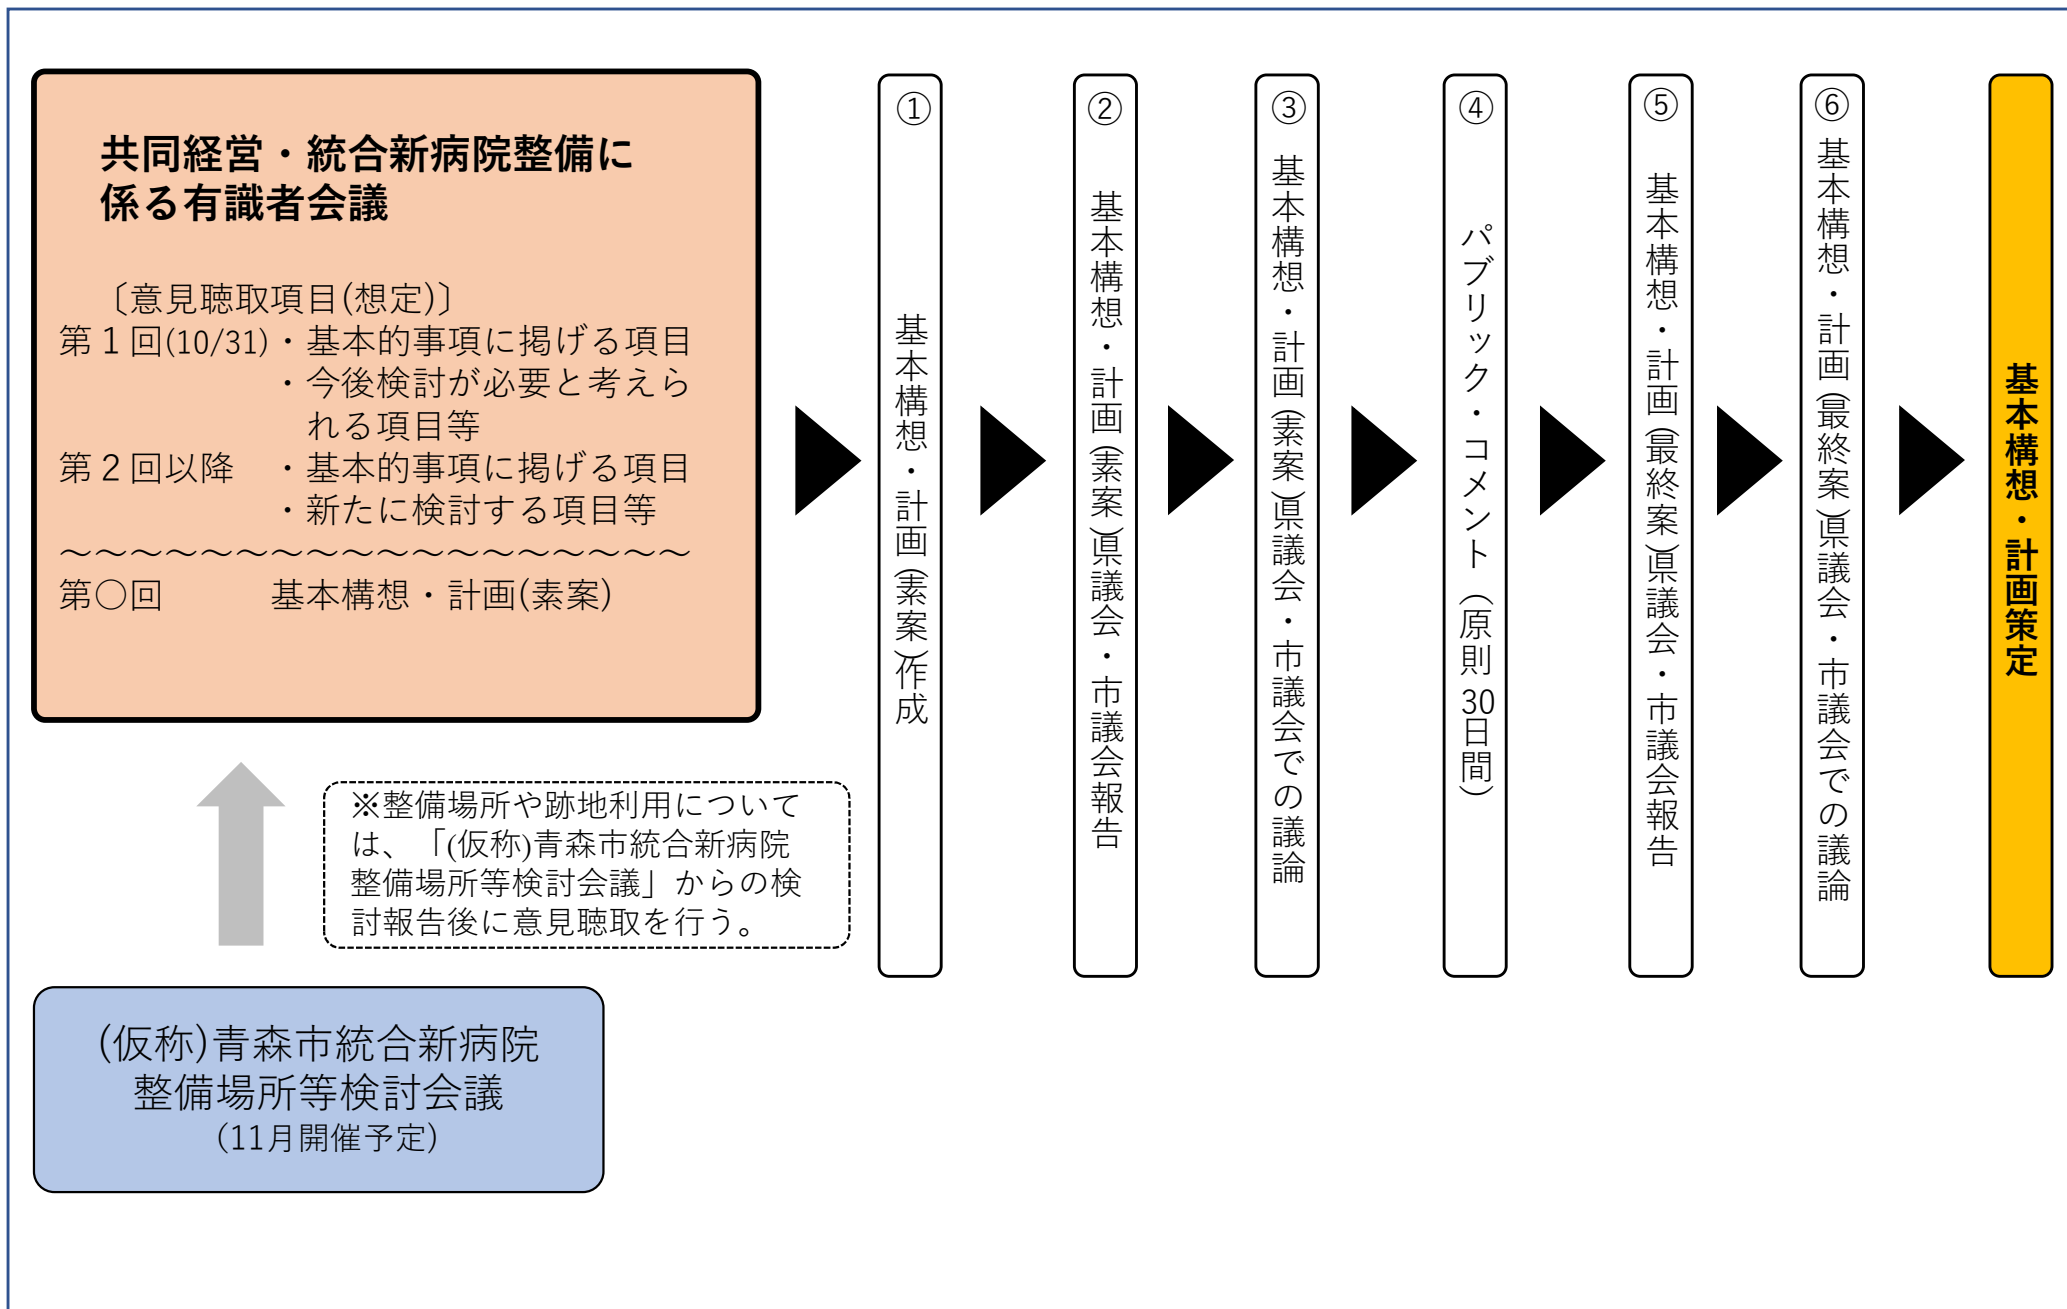 共同経営・統合新病院整備に
係る有識者会議
〔意見聴取項目(想定)〕
第１回(10/31)・基本的事項に掲げる項目
・今後検討が必要と考えら
れる項目等
第２回以降　・基本的事項に掲げる項目
・新たに検討する項目等
～～～～～～～～～～～～～～～～～～
第〇回　　　基本構想・計画(素案)
※整備場所や跡地利用について
は、「(仮称)青森市統合新病院
整備場所等検討会議」からの検
討報告後に意見聴取を行う。
(仮称)青森市統合新病院
整備場所等検討会議
(11月開催予定)
① 基本構想・計画(素案)作成
② 基本構想・計画(素案)県議会・市議会報告
③ 基本構想・計画(素案)県議会・市議会での議論
④ パブリック・コメント（原則30日間）
⑤ 基本構想・計画(最終案)県議会・市議会報告
⑥ 基本構想・計画(最終案)県議会・市議会での議論
基本構想・計画策定